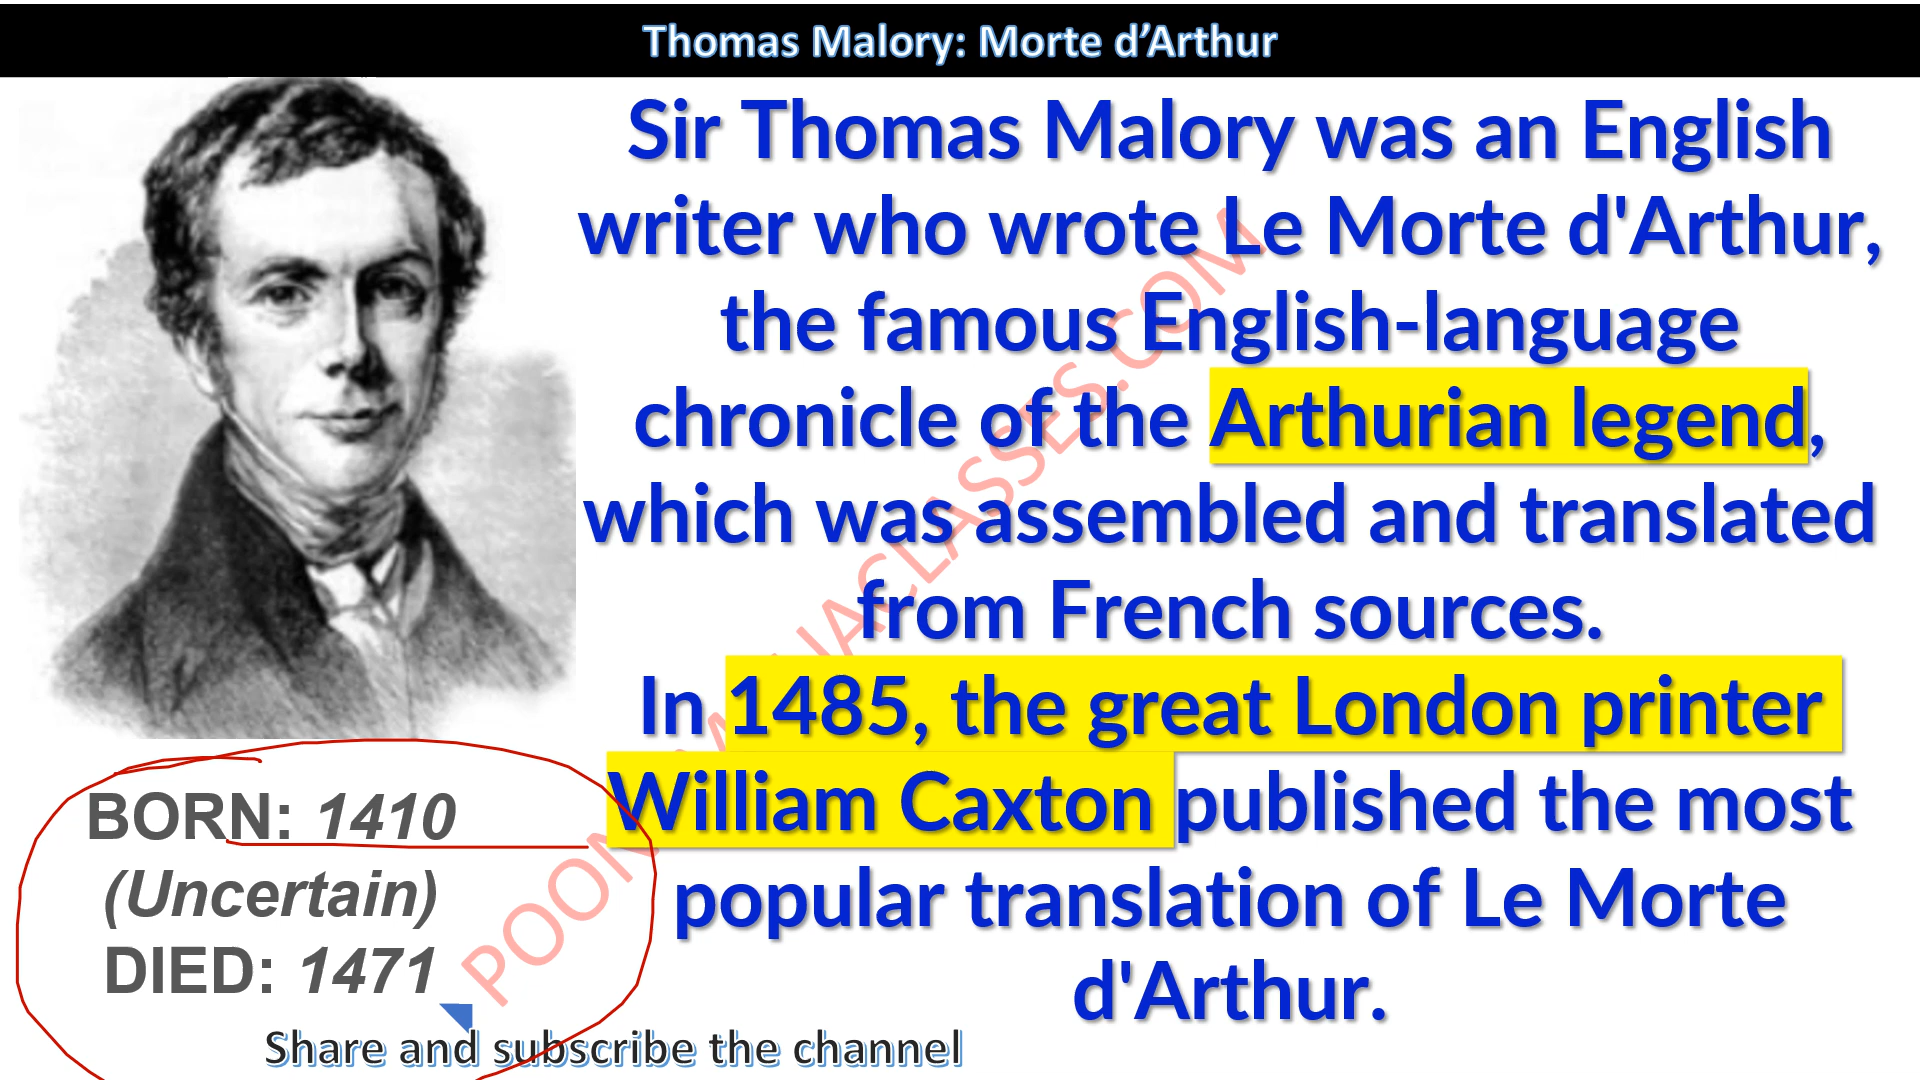 Thomas Malory: Morte d’Arthur
Sir Thomas Malory was an English
writer who wrote Le Morte d'Arthur,
the famous English-language
chronicle of the Arthurian legend,
which was assembled and translated
from French sources.
In 1485, the great London printer
William Caxton published the most
popular translation of Le Morte
d'Arthur.
BORN: 1410
(Uncertain)
DIED: 1471
Share and subscribe the channel